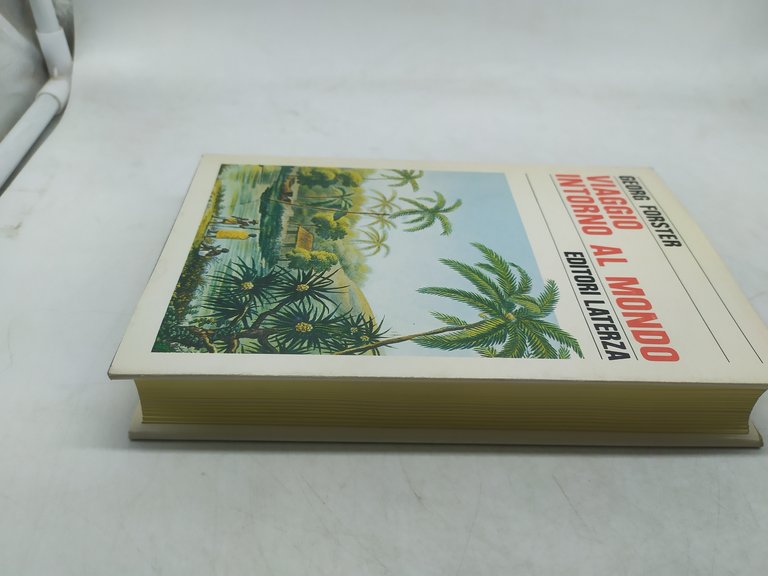 GEORG FORSTER
VIAGGIO
INTORNO AL MONDO
EDITORI LATERZA